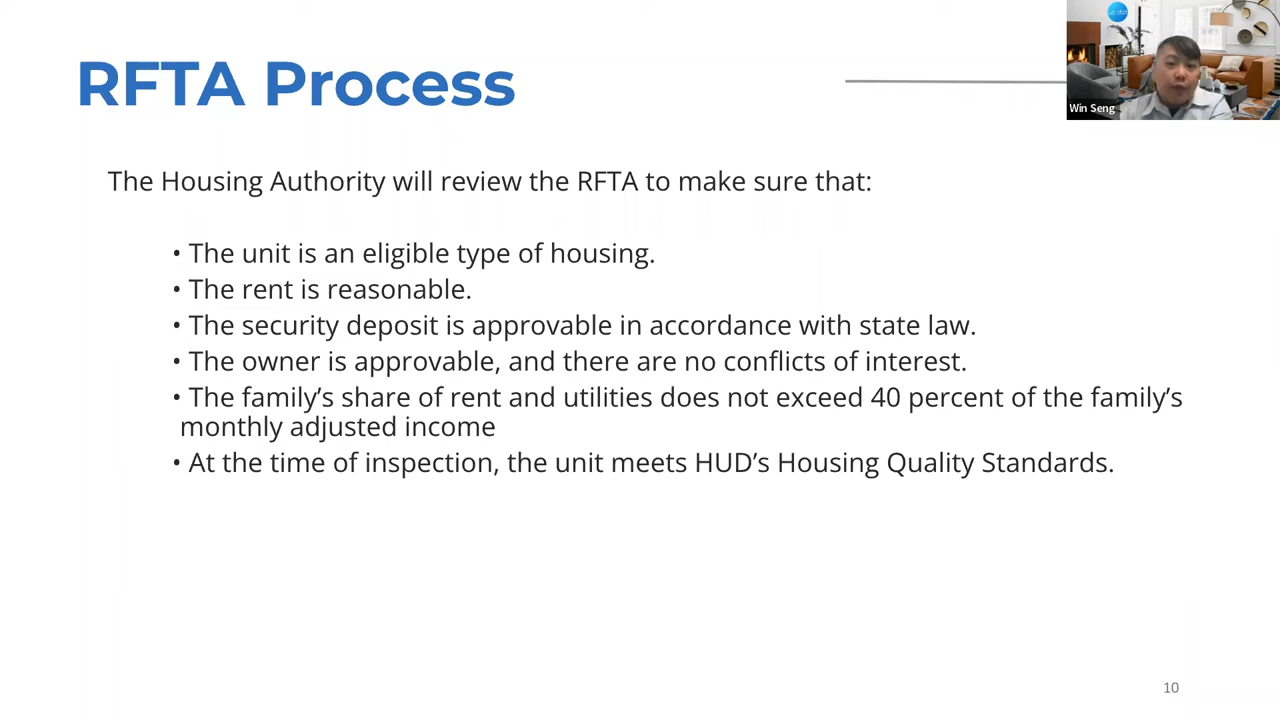 RFTA Process
Win Seng
The Housing Authority will review the RFTA to make sure that:
• The unit is an eligible type of housing.
• The rent is reasonable.
• The security deposit is approvable in accordance with state law.
• The owner is approvable, and there are no conflicts of interest.
• The family’s share of rent and utilities does not exceed 40 percent of the family’s
monthly adjusted income
• At the time of inspection, the unit meets HUD’s Housing Quality Standards.
10